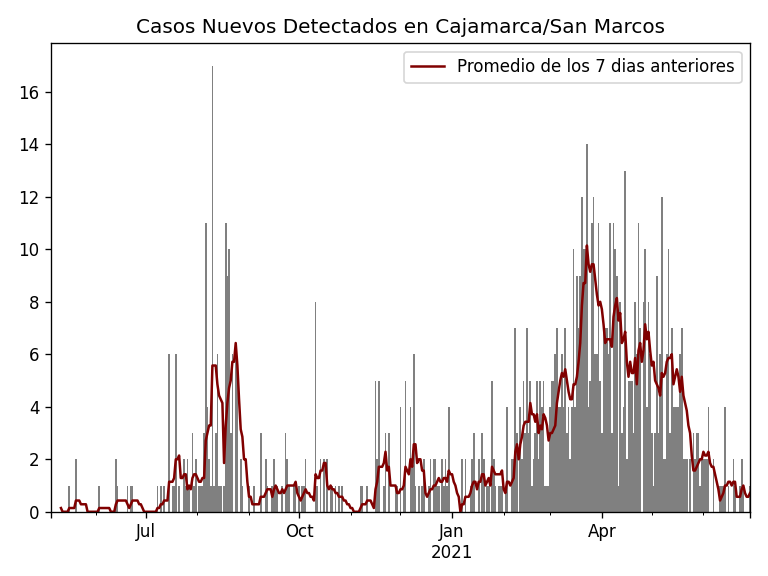 Casos Nuevos Detectados en Cajamarca/San Marcos
Promedio de los 7 dias anteriores
16
14
12
10
8
6
4
2
0
Jul
Oct
Jan
Apr
2021